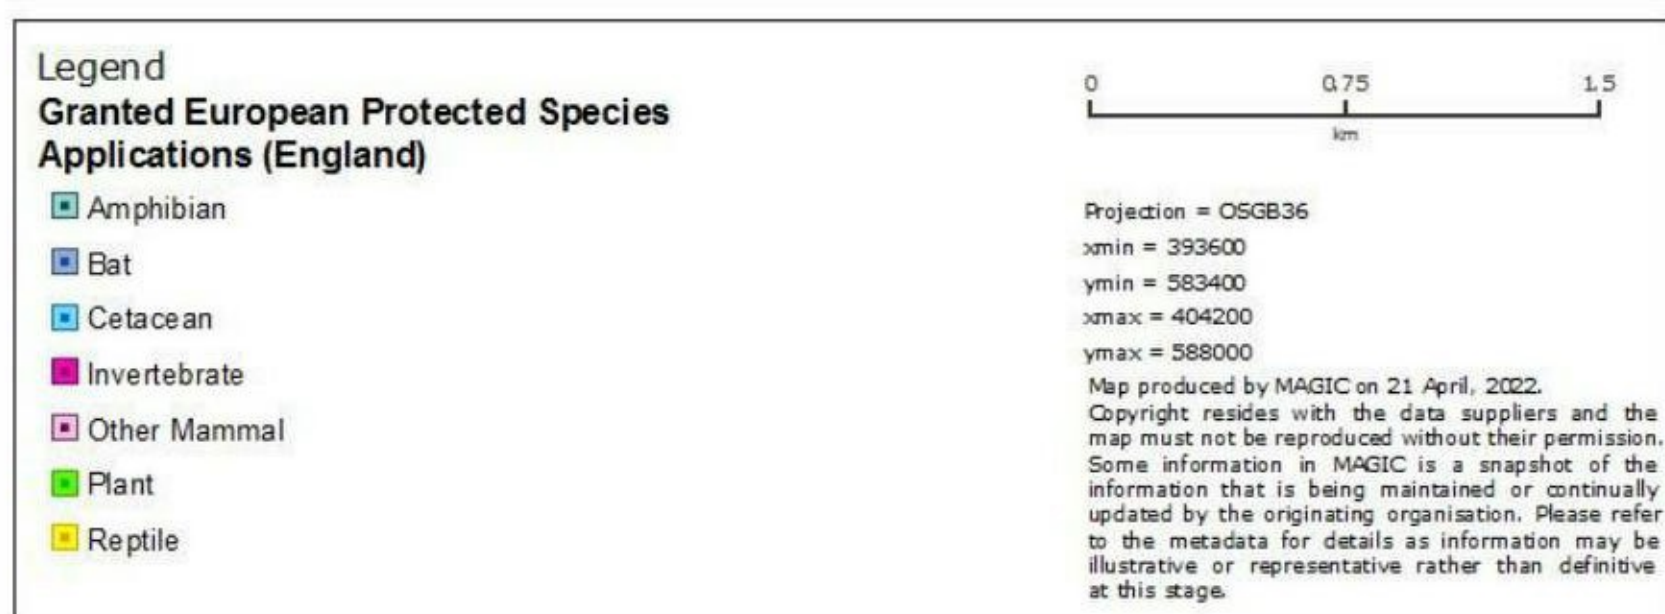 Legend
Granted European Protected Species
Applications (England)
Amphibian
Bat
Cetacean
Invertebrate
Other Mammal
Plant
Reptile
0 0.75 1.5
km
Projection = OSGB36
xmin = 393600
ymin = 583400
xmax = 404200
ymax = 588000
Map produced by MAGIC on 21 April, 2022.
Copyright resides with the data suppliers and the
map must not be reproduced without their permission.
Some information in MAGIC is a snapshot of the
information that is being maintained or continually
updated by the originating organisation. Please refer
to the metadata for details as information may be
illustrative or representative rather than definitive
at this stage.